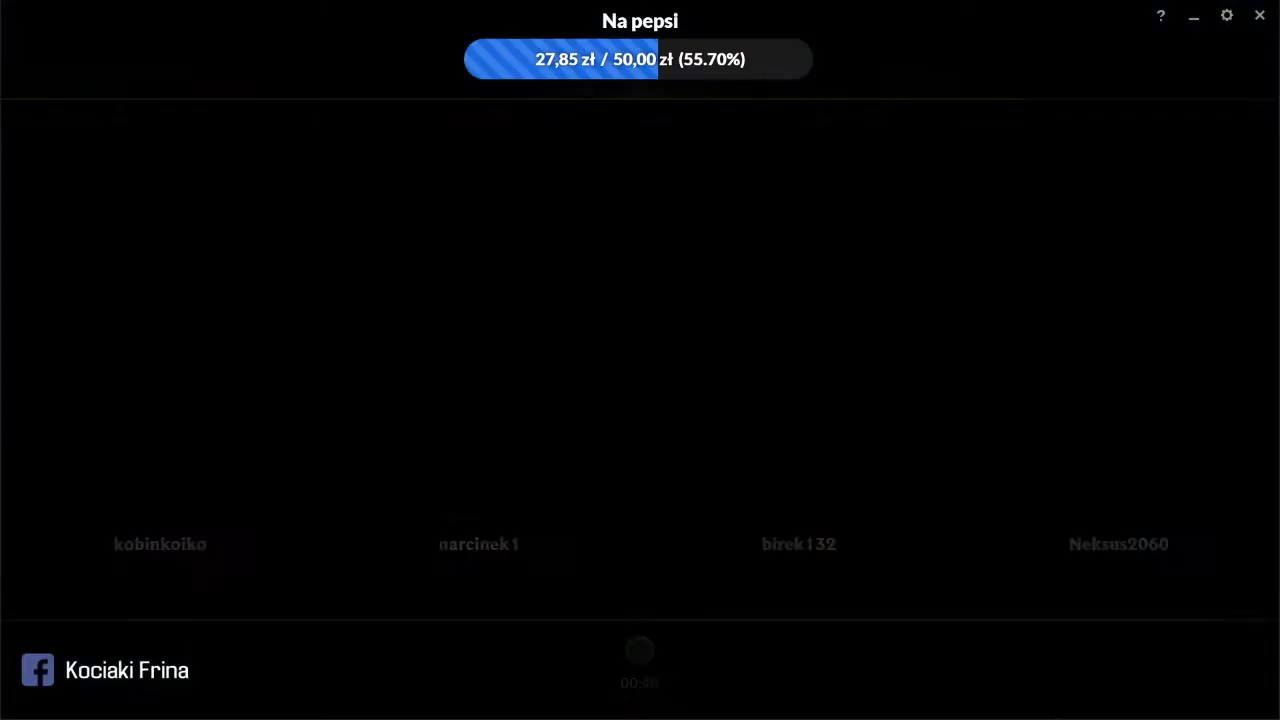 Na pepsi
?
27,85 zł / 50,00 zł (55.70%)
kobinkoiko
narcinek1
birek132
Neksus2060
Kociaki Frina